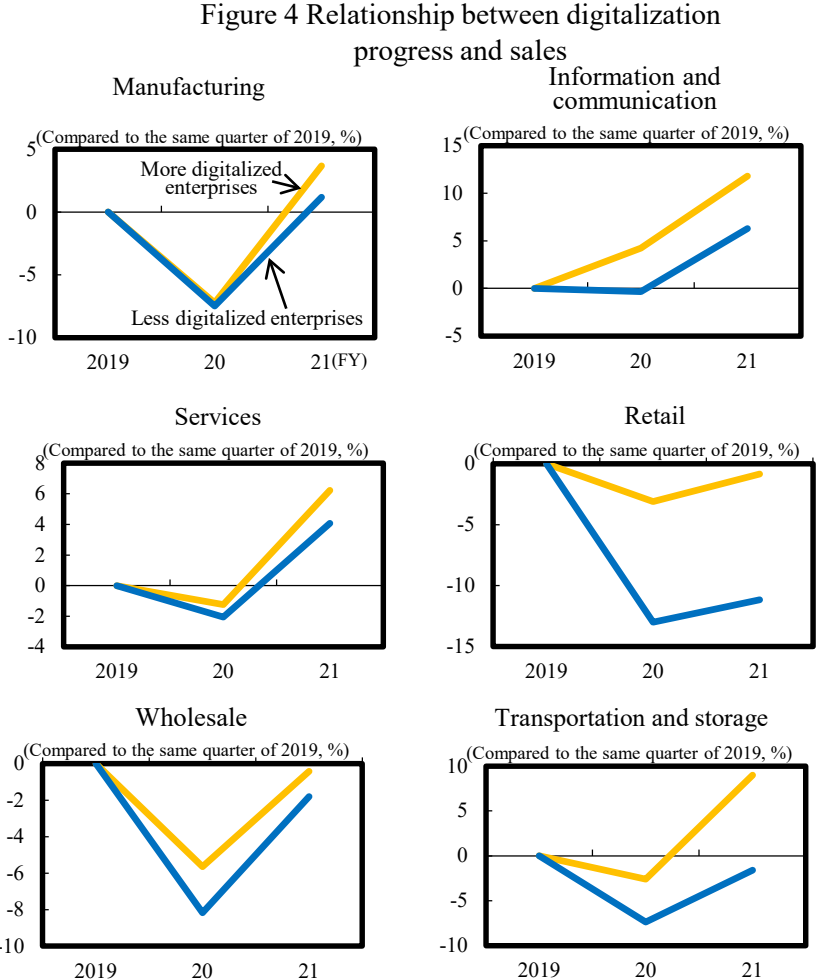 Figure 4 Relationship between digitalization
progress and sales
Manufacturing
(Compared to the same quarter of 2019, %)
5
0
-5
-10
More digitalized
enterprises
Less digitalized enterprises
2019 20 21(FY)
Information and
communication
(Compared to the same quarter of 2019, %)
15
10
5
0
-5
2019 20 21
Services
(Compared to the same quarter of 2019, %)
8
6
4
2
0
-2
-4
2019 20 21
Retail
(Compared to the same quarter of 2019, %)
0
-5
-10
-15
2019 20 21
Wholesale
(Compared to the same quarter of 2019, %)
0
-2
-4
-6
-8
-10
2019 20 21
Transportation and storage
(Compared to the same quarter of 2019, %)
10
5
0
-5
-10
2019 20 21